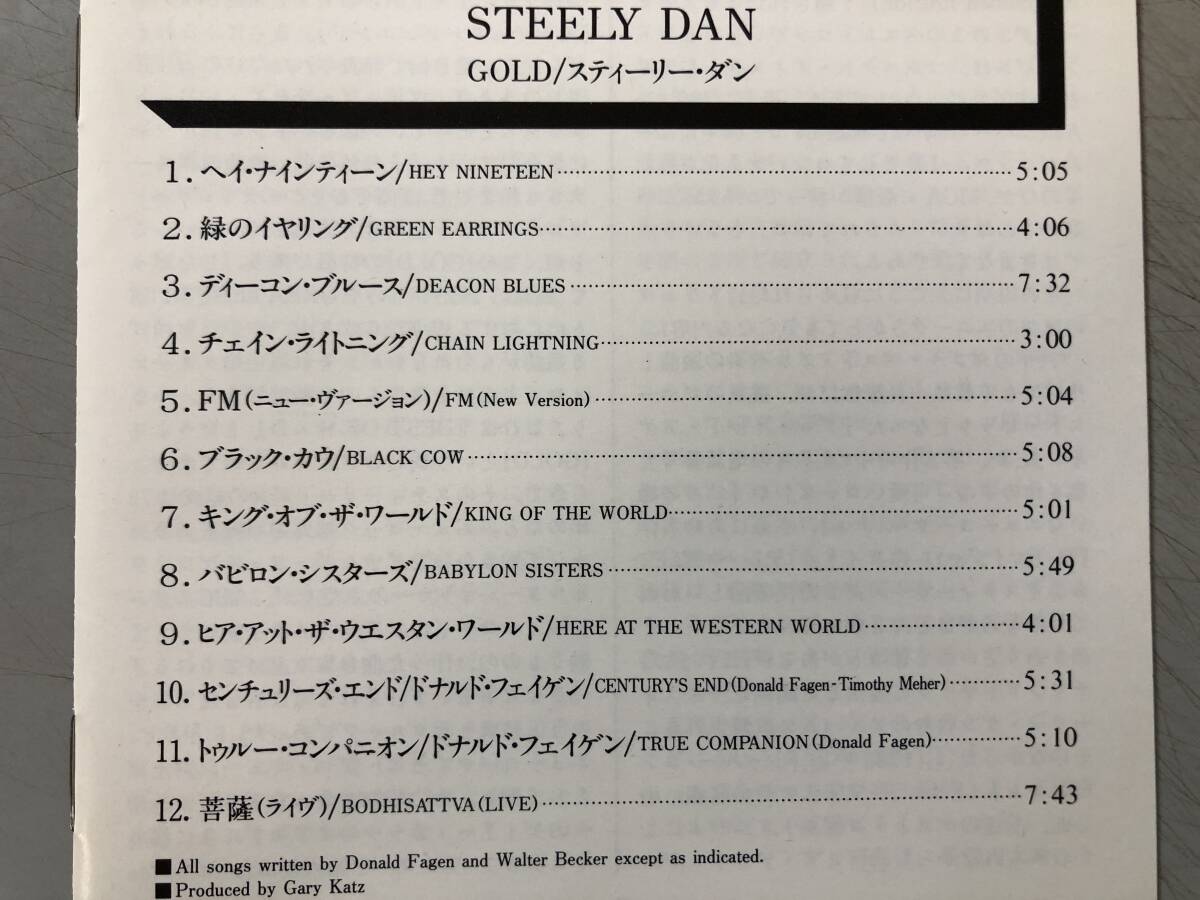 STEELY DAN
GOLD/スティーリー・ダン
1. ヘイ・ナインティーン/HEY NINETEEN 5:05
2. 緑のイヤリング/GREEN EARRINGS 4:06
3. ディーコン・ブルース/DEACON BLUES 7:32
4. チェイン・ライトニング/CHAIN LIGHTNING 3:00
5. FM(ニュー・ヴァージョン)/FM(New Version) 5:04
6. ブラック・カウ/BLACK COW 5:08
7. キング・オブ・ザ・ワールド/KING OF THE WORLD 5:01
8. バビロン・シスターズ/BABYLON SISTERS 5:49
9. ヒア・アット・ザ・ウエスタン・ワールド/HERE AT THE WESTERN WORLD 4:01
10. センチュリーズ・エンド/ドナルド・フェイゲン/CENTURY'S END(Donald Fagen-Timothy Meher) 5:31
11. トゥルー・コンパニオン/ドナルド・フェイゲン/TRUE COMPANION(Donald Fagen) 5:10
12. 菩薩(ライヴ)/BODHISATTVA(LIVE) 7:43
■All songs written by Donald Fagen and Walter Becker except as indicated.
■Produced by Gary Katz